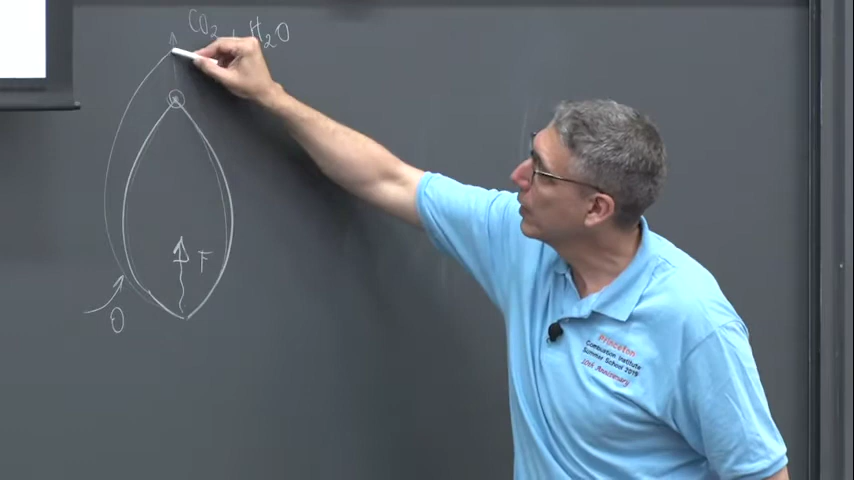 CO₂ + H₂O
F
O
Princeton
Combustion Institute
Summer School 2019
10th Anniversary